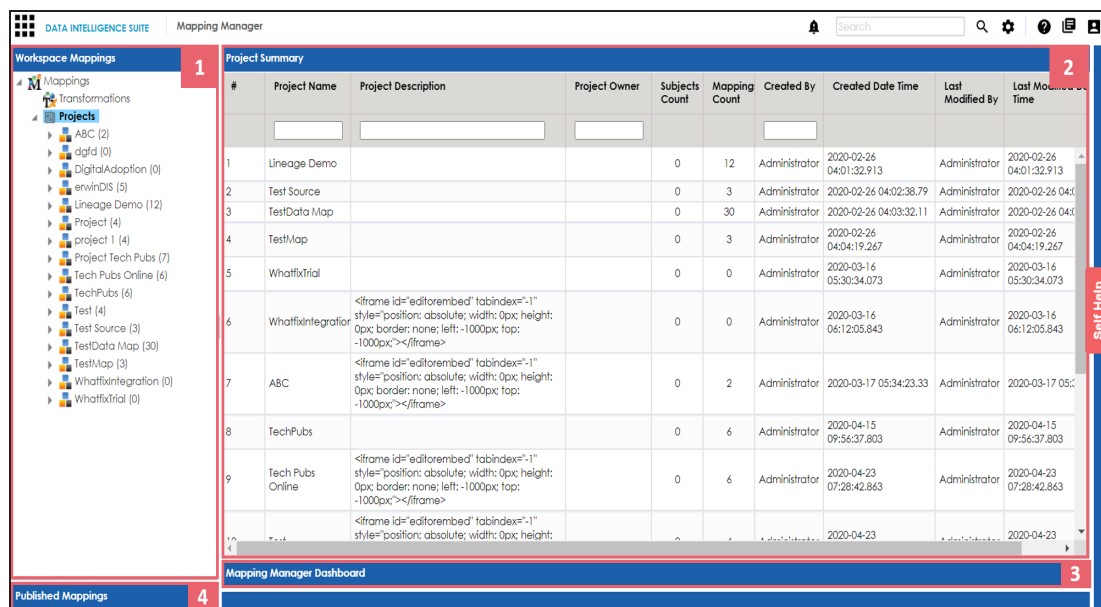 DATA INTELLIGENCE SUITE Mapping Manager Search
Workspace Mappings 1
Mappings
Transformations
Projects
ABC (2)
dgfd (0)
DigitalAdoption (0)
erwinDIS (5)
Lineage Demo (12)
Project (4)
project 1 (4)
Project Tech Pubs (7)
Tech Pubs Online (6)
TechPubs (6)
Test (4)
Test Source (3)
TestData Map (30)
TestMap (3)
WhatfixIntegration (0)
WhatfixTrial (0)
Published Mappings 4
Project Summary 2
# Project Name Project Description Project Owner Subjects Count Mapping Count Created By Created Date Time Last Modified By Last Time
1 Lineage Demo 0 12 Administrator 2020-02-26 04:01:32.913 Administrator 2020-02-26 04:01:32.913
2 Test Source 0 3 Administrator 2020-02-26 04:02:38.79 Administrator 2020-02-26
3 TestData Map 0 30 Administrator 2020-02-26 04:03:32.11 Administrator 2020-02-26
4 TestMap 0 3 Administrator 2020-02-26 04:04:19.267 Administrator 2020-02-26 04:04:19.267
5 WhatfixTrial 0 0 Administrator 2020-03-16 05:30:34.073 Administrator 2020-03-16 05:30:34.073
6 WhatfixIntegration <iframe id="editorembed" tabindex="-1"
style="position: absolute; width: 0px; height:
0px; border: none; left: -1000px; top:
-1000px;"></iframe> 0 0 Administrator 2020-03-16 06:12:05.843 Administrator 2020-03-16 06:12:05.843
7 ABC <iframe id="editorembed" tabindex="-1"
style="position: absolute; width: 0px; height:
0px; border: none; left: -1000px; top:
-1000px;"></iframe> 0 2 Administrator 2020-03-17 05:34:23.33 Administrator 2020-03-17
8 TechPubs 0 6 Administrator 2020-04-15 09:56:37.803 Administrator 2020-04-15 09:56:37.803
9 Tech Pubs Online <iframe id="editorembed" tabindex="-1"
style="position: absolute; width: 0px; height:
0px; border: none; left: -1000px; top:
-1000px;"></iframe> 0 6 Administrator 2020-04-23 07:28:42.863 Administrator 2020-04-23 07:28:42.863
<iframe id="editorembed" tabindex="-1"
style="position: absolute; width: 0px; height: 2020-04-23 2020-04-23
Self Help
Mapping Manager Dashboard 3